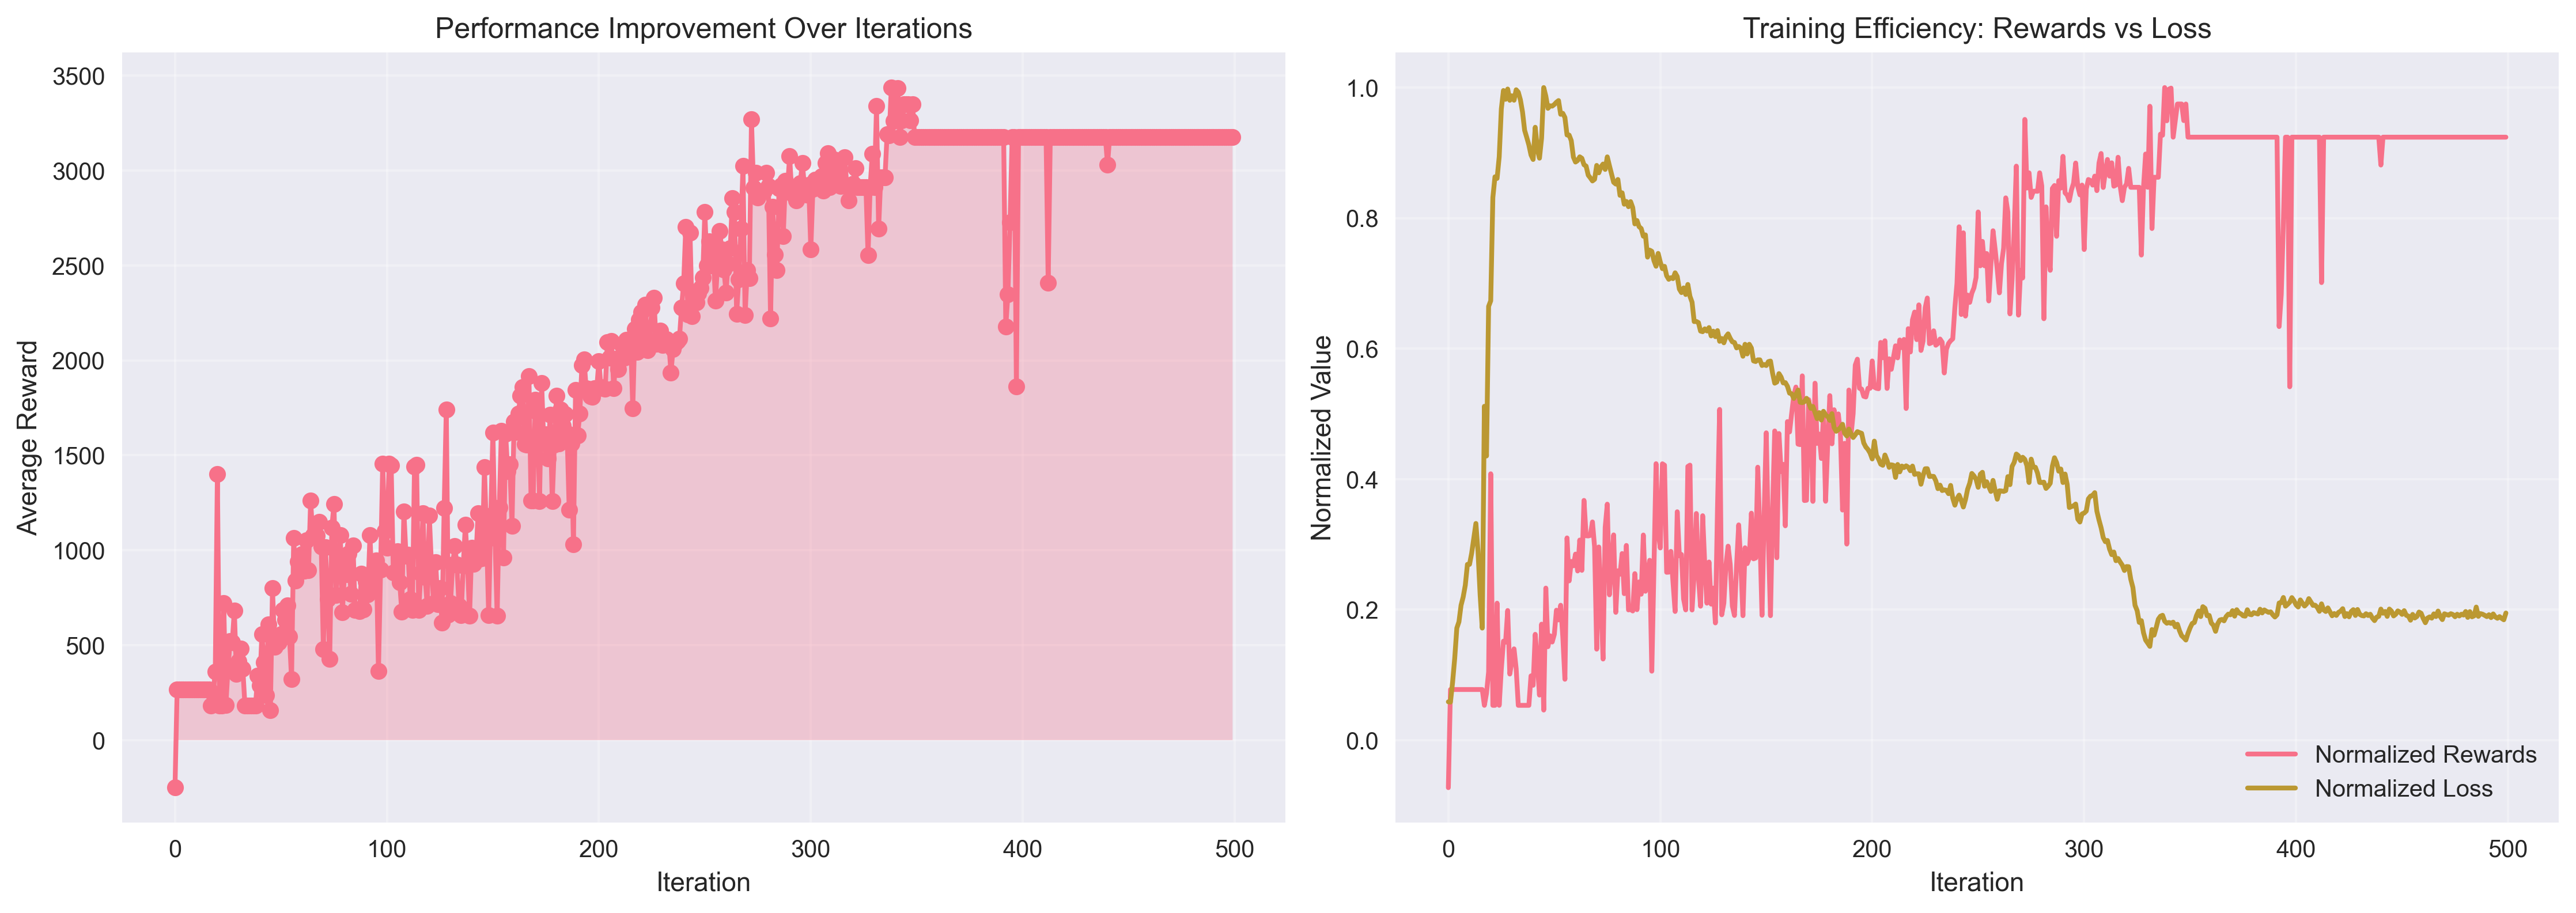 Performance Improvement Over Iterations
3500
3000
2500
2000
1500
1000
500
0
Average Reward
0 100 200 300 400 500
Iteration
Training Efficiency: Rewards vs Loss
1.0
0.8
0.6
0.4
0.2
0.0
Normalized Value
Normalized Rewards
Normalized Loss
0 100 200 300 400 500
Iteration